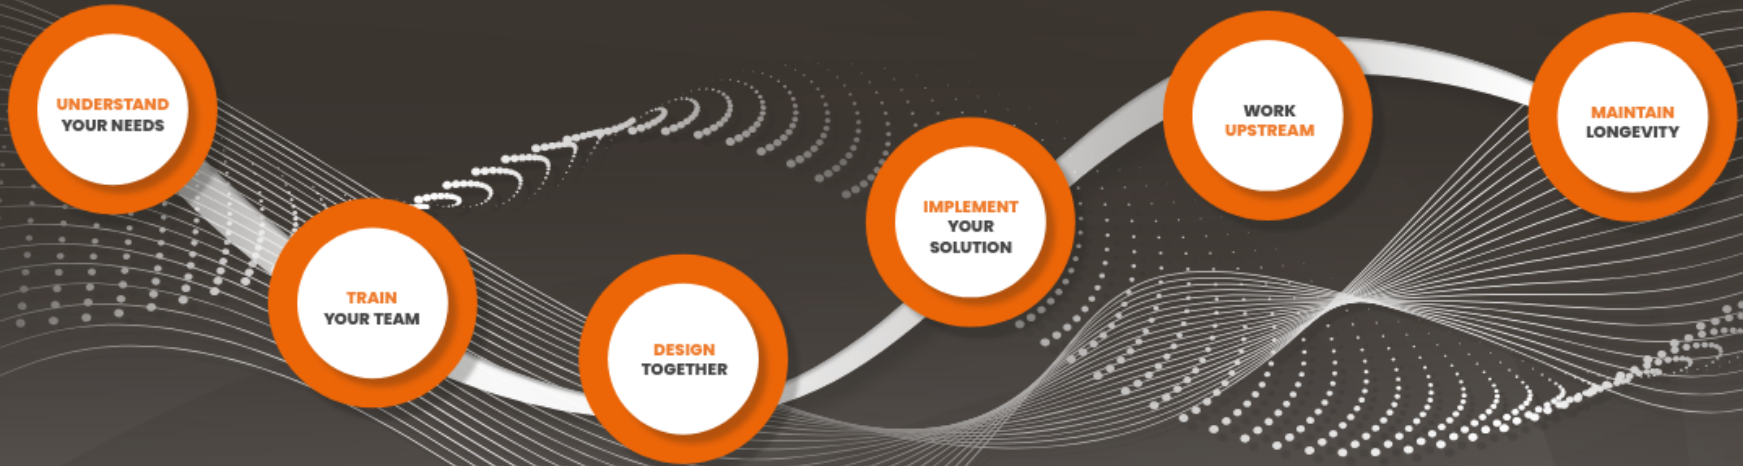 UNDERSTAND
YOUR NEEDS
TRAIN
YOUR TEAM
DESIGN
TOGETHER
IMPLEMENT
YOUR
SOLUTION
WORK
UPSTREAM
MAINTAIN
LONGEVITY